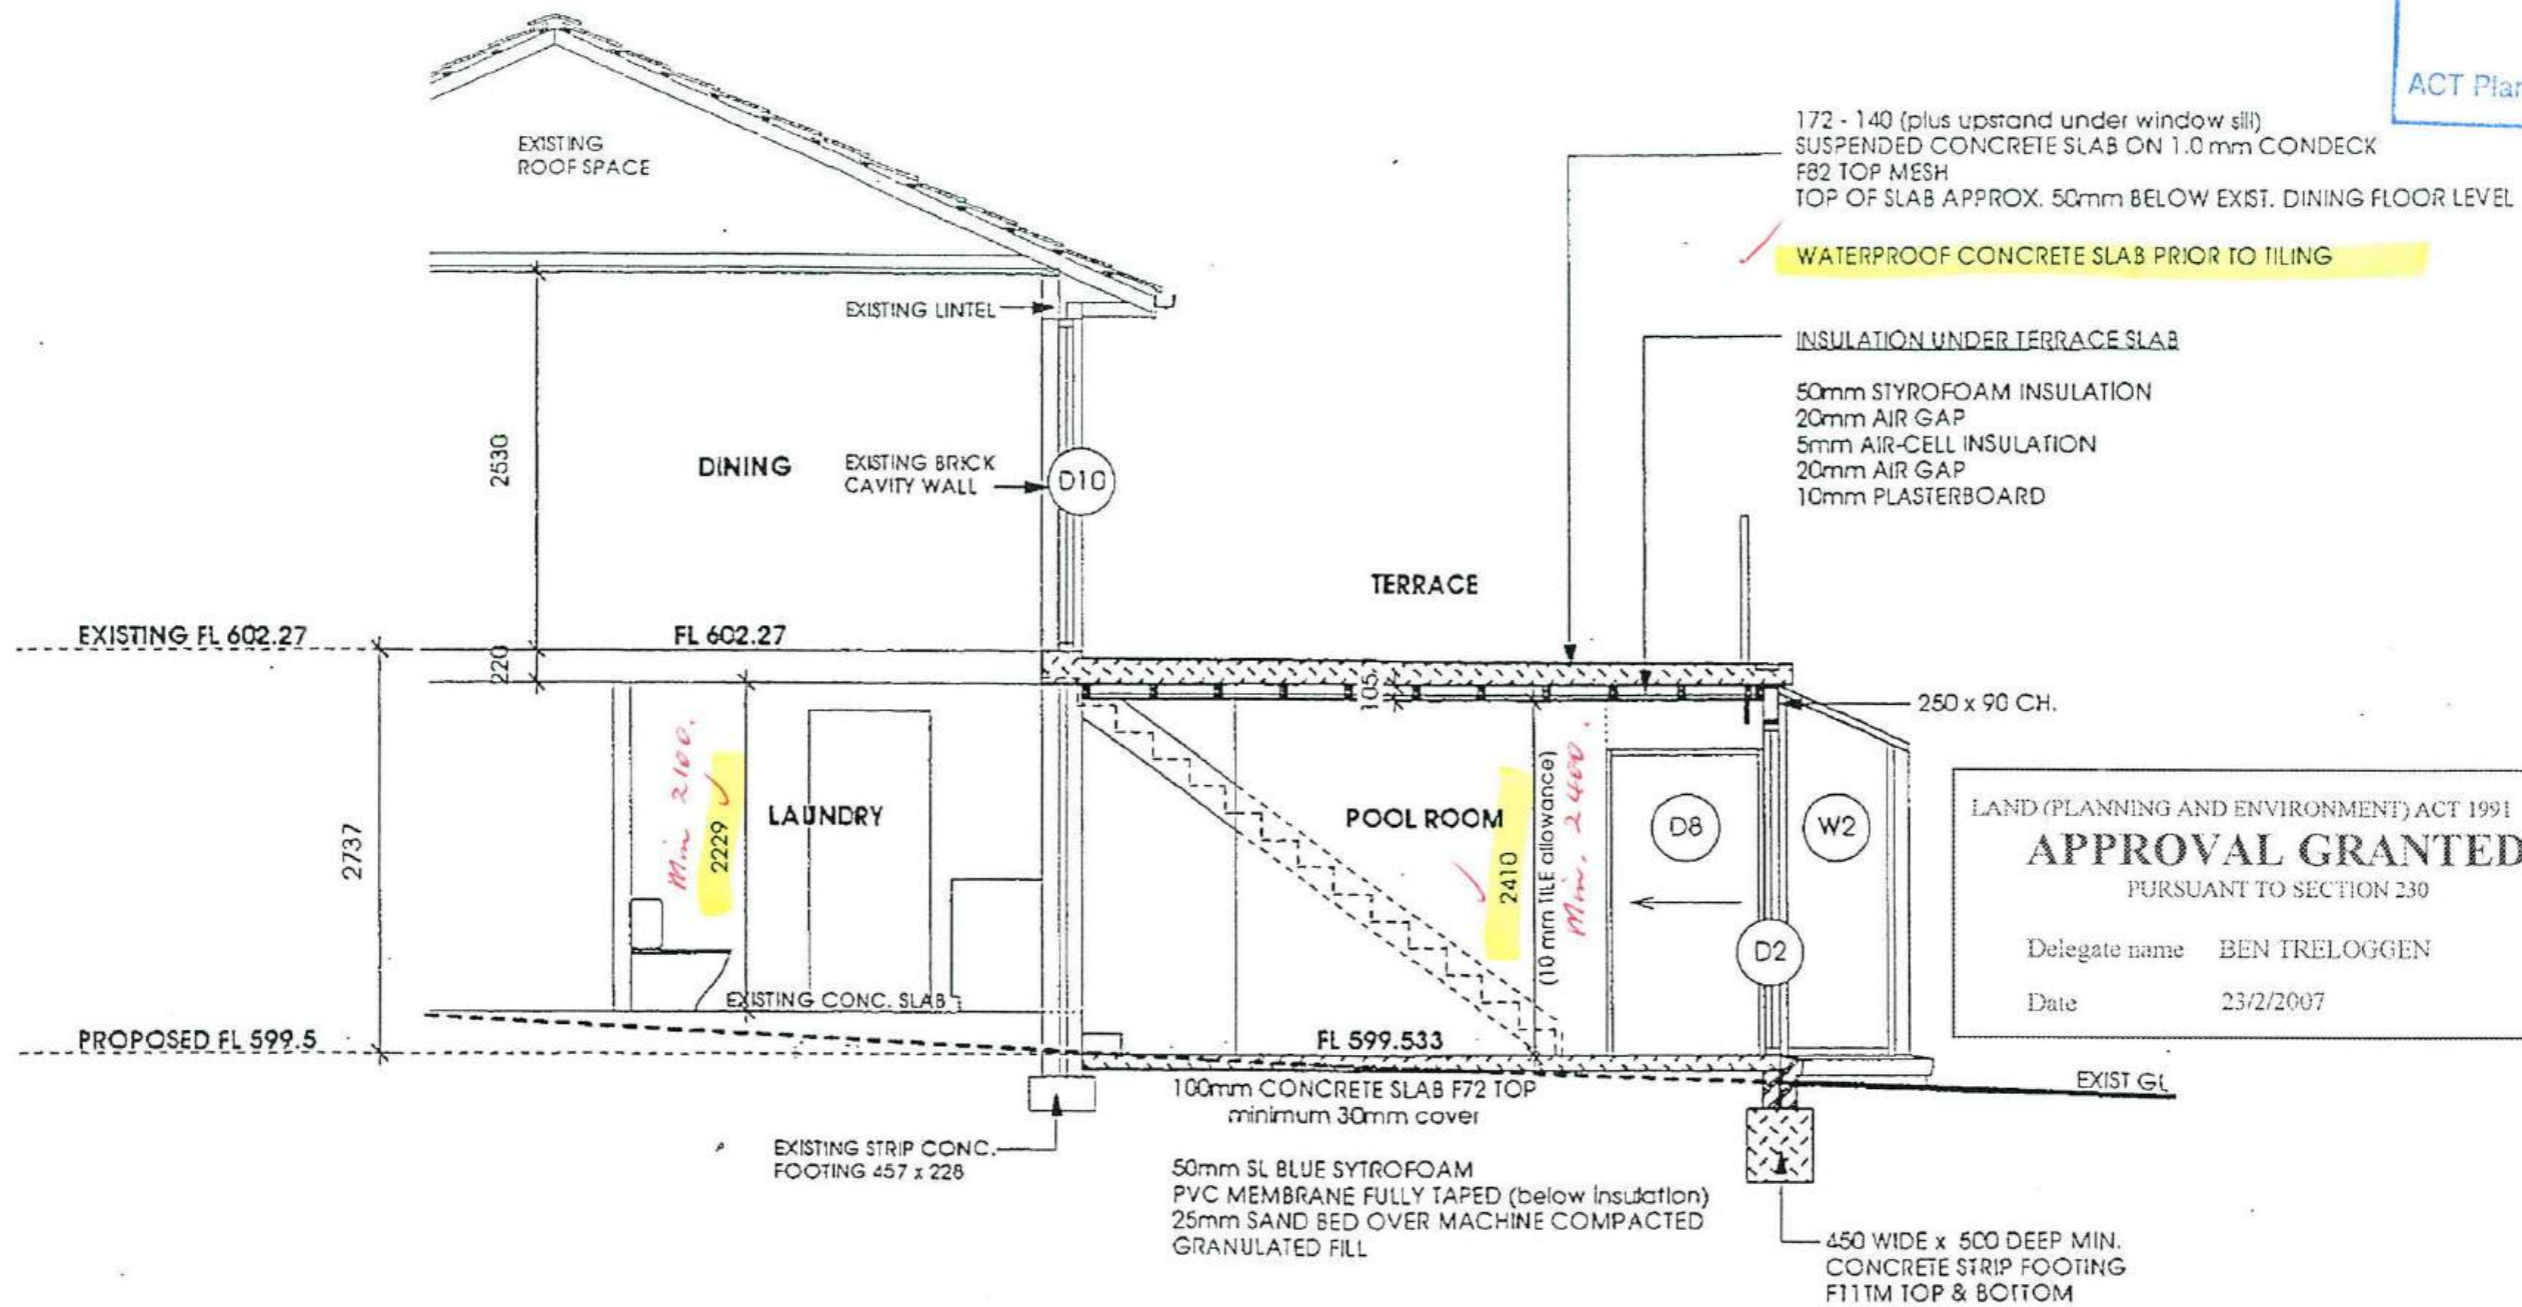 ACT Plan
172 - 140 (plus upstand under window sill)
SUSPENDED CONCRETE SLAB ON 1.0 mm CONDECK
F82 TOP MESH
TOP OF SLAB APPROX. 50mm BELOW EXIST. DINING FLOOR LEVEL
WATERPROOF CONCRETE SLAB PRIOR TO TILING
INSULATION UNDER TERRACE SLAB
50mm STYROFOAM INSULATION
20mm AIR GAP
5mm AIR-CELL INSULATION
20mm AIR GAP
10mm PLASTERBOARD
EXISTING
ROOF SPACE
EXISTING LINTEL
2530
DINING
EXISTING BRICK
CAVITY WALL
D10
TERRACE
EXISTING FL 602.27
FL 602.27
220
105
250 x 90 CH.
2737
Min 2100.
2229
LAUNDRY
POOL ROOM
2410
(10 mm TILE allowance)
Min. 2400.
D8
W2
D2
EXISTING CONC. SLAB
PROPOSED FL 599.5
FL 599.533
LAND (PLANNING AND ENVIRONMENT) ACT 1991
APPROVAL GRANTED
PURSUANT TO SECTION 230
Delegate name BEN TRELOGGEN
Date 23/2/2007
EXIST GL
100mm CONCRETE SLAB F72 TOP
minimum 30mm cover
EXISTING STRIP CONC.
FOOTING 457 x 228
50mm SL BLUE SYTROFOAM
PVC MEMBRANE FULLY TAPED (below insulation)
25mm SAND BED OVER MACHINE COMPACTED
GRANULATED FILL
450 WIDE x 500 DEEP MIN.
CONCRETE STRIP FOOTING
F11TM TOP & BOTTOM